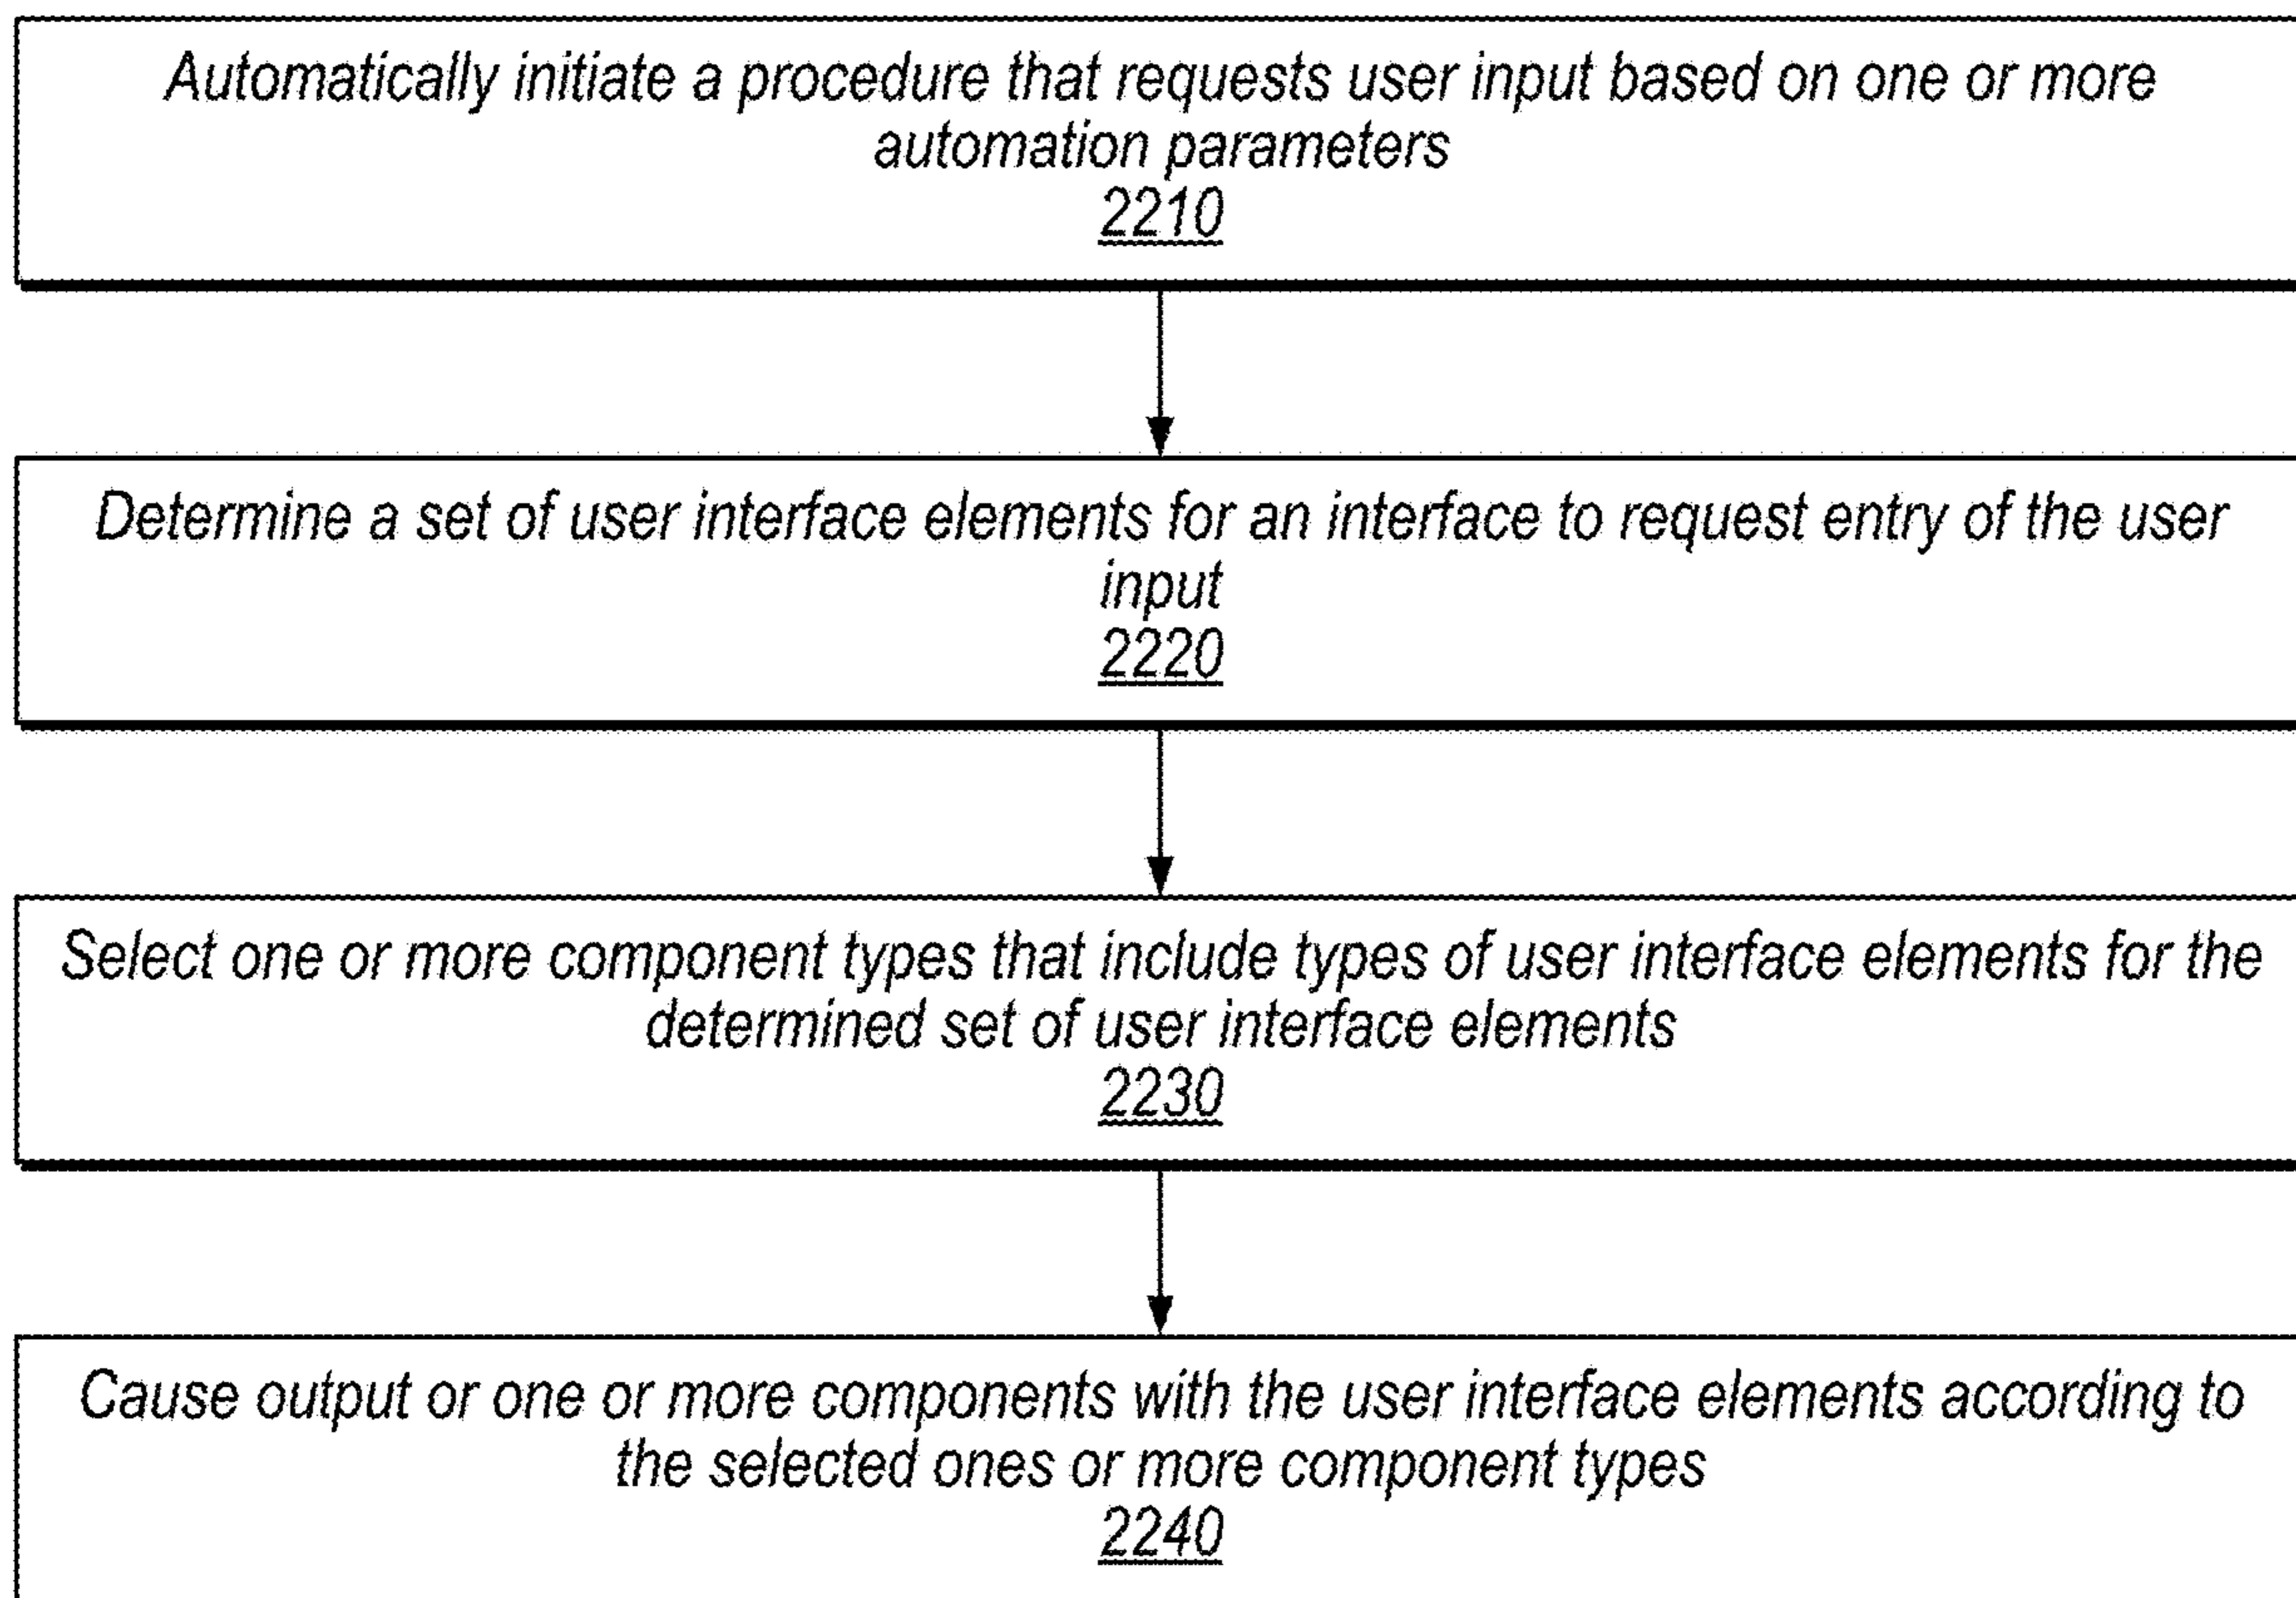 Automatically initiate a procedure that requests user input based on one or more
automation parameters
2210
Determine a set of user interface elements for an interface to request entry of the user
input
2220
Select one or more component types that include types of user interface elements for the
determined set of user interface elements
2230
Cause output or one or more components with the user interface elements according to
the selected ones or more component types
2240